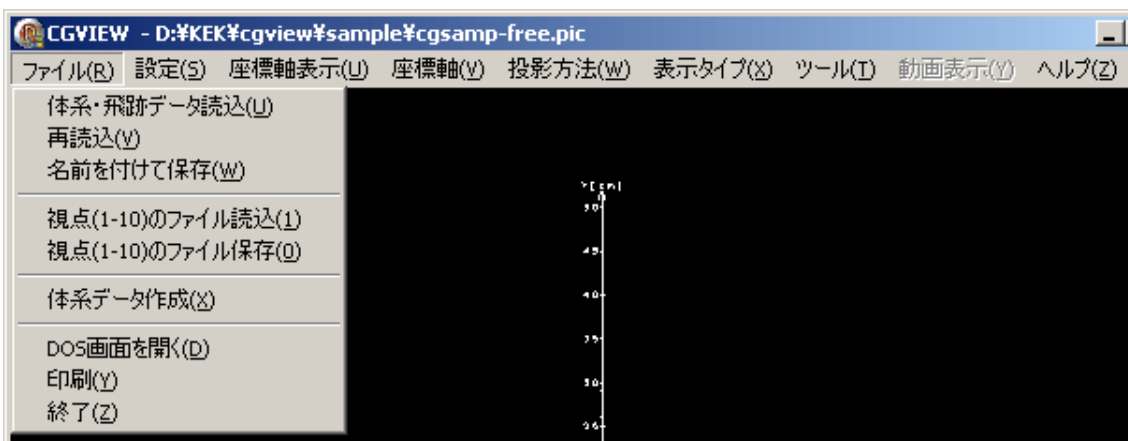 CGVIEW - D:¥KEK¥cgview¥sample¥cgsamp-free.pic
ファイル(R) 設定(S) 座標軸表示(U) 座標軸(V) 投影方法(W) 表示タイプ(X) ツール(T) 動画表示(Y) ヘルプ(Z)
体系・飛跡データ読込(U)
再読込(V)
名前を付けて保存(W)
視点(1-10)のファイル読込(1)
視点(1-10)のファイル保存(0)
体系データ作成(X)
DOS画面を開く(D)
印刷(Y)
終了(Z)
Y[cm]